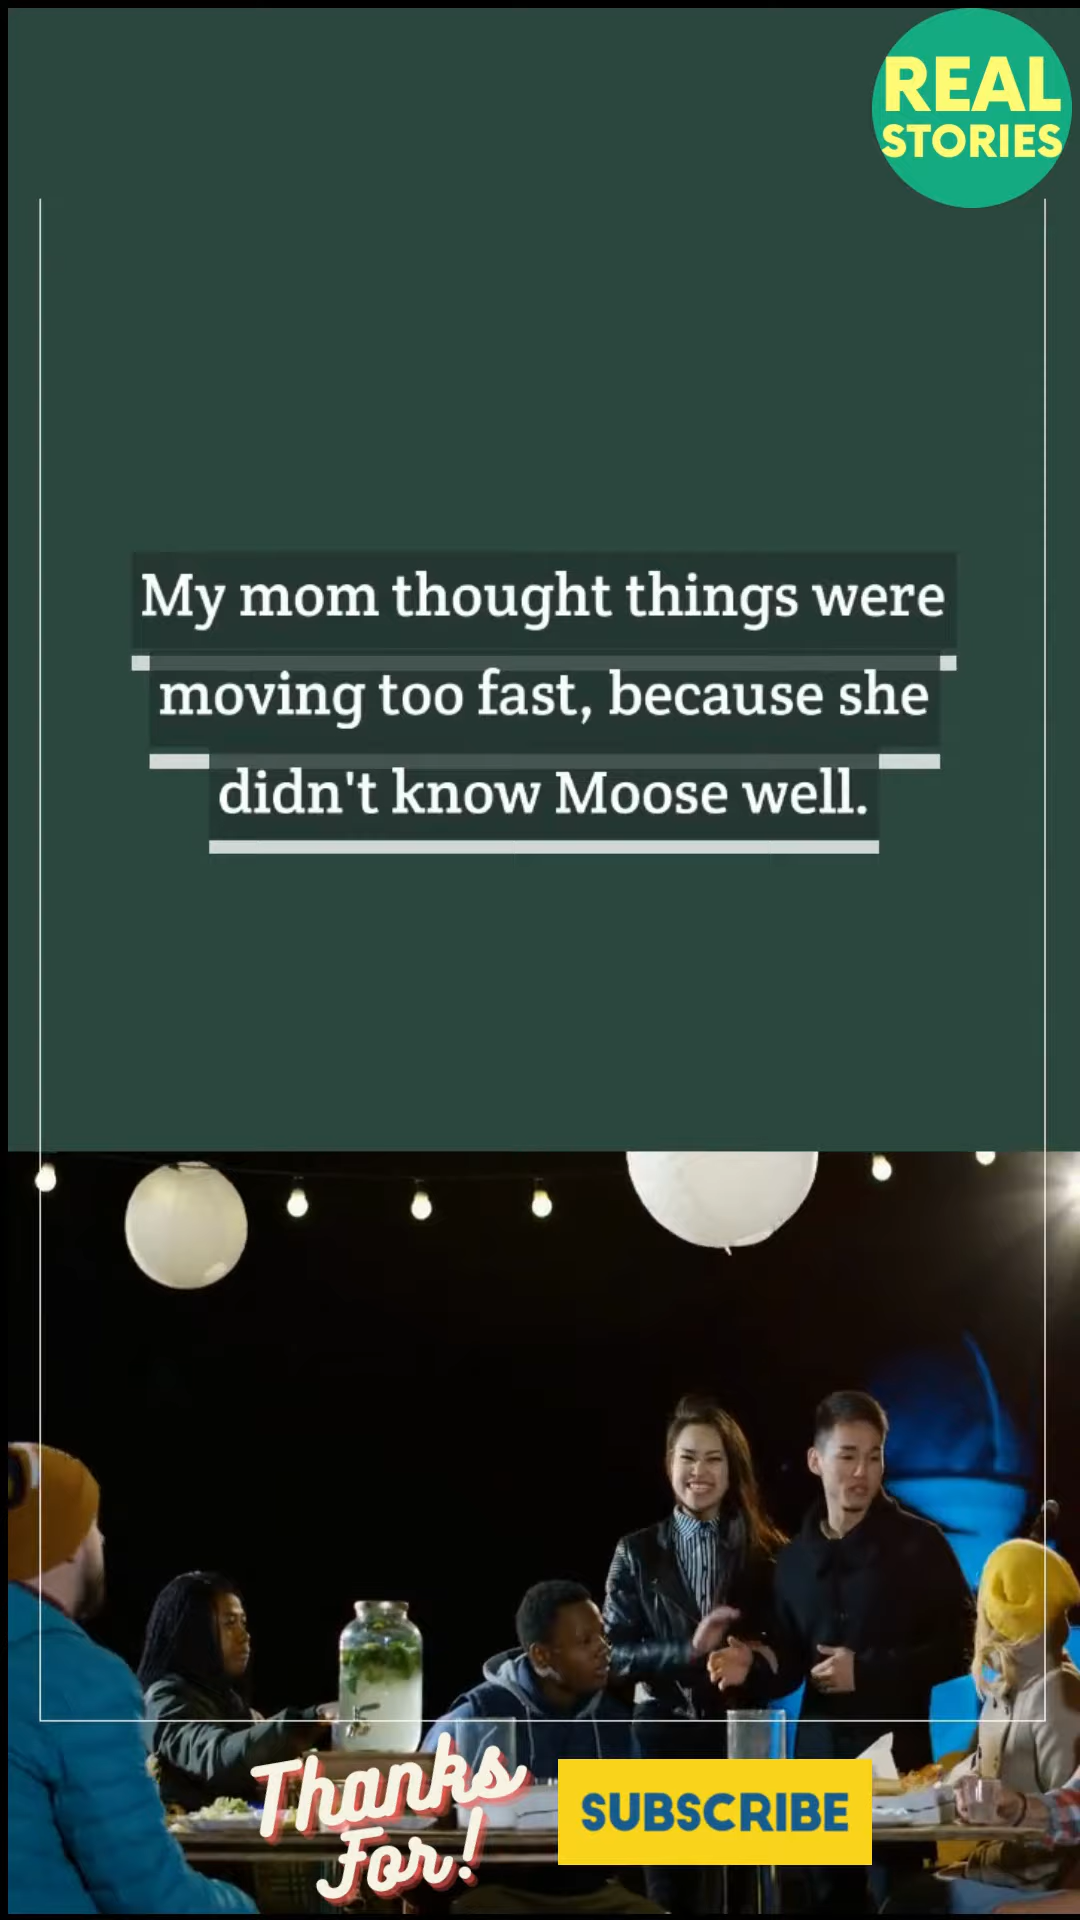 REAL
STORIES
My mom thought things were
moving too fast, because she
didn't know Moose well.
Thanks
For!
SUBSCRIBE